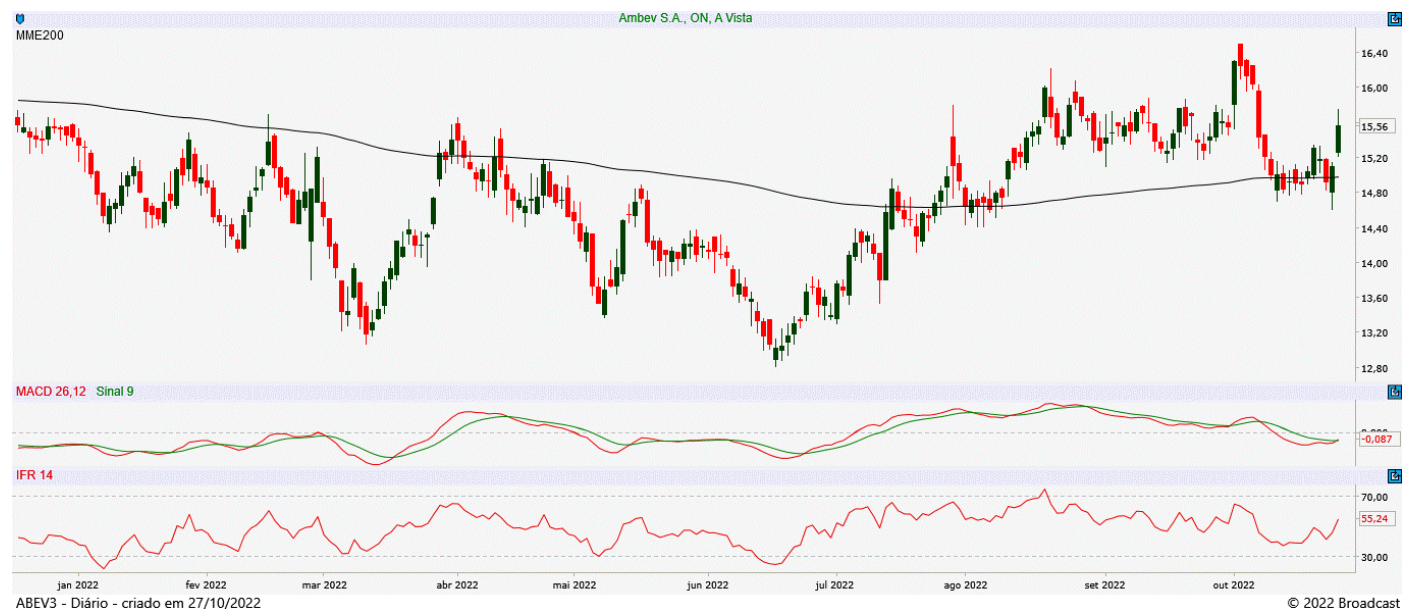 Ambev S.A., ON, A Vista
MME200
16,40
16,00
15,56
15,20
14,80
14,40
14,00
13,60
13,20
12,80
MACD 26,12 Sinal 9
-0,087
IFR 14
70,00
55,24
30,00
jan 2022 fev 2022 mar 2022 abr 2022 mai 2022 jun 2022 jul 2022 ago 2022 set 2022 out 2022
ABEV3 - Diário - criado em 27/10/2022 © 2022 Broadcast